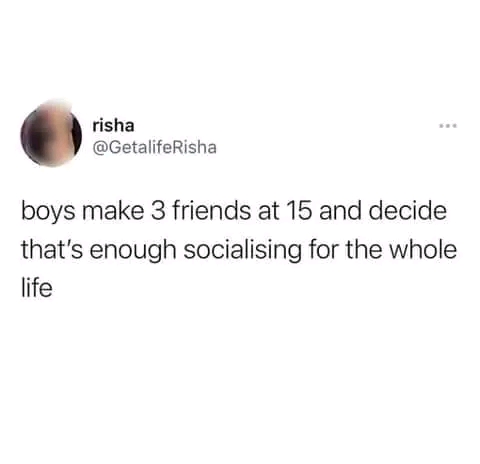 risha
@GetalifeRisha
boys make 3 friends at 15 and decide
that's enough socialising for the whole
life